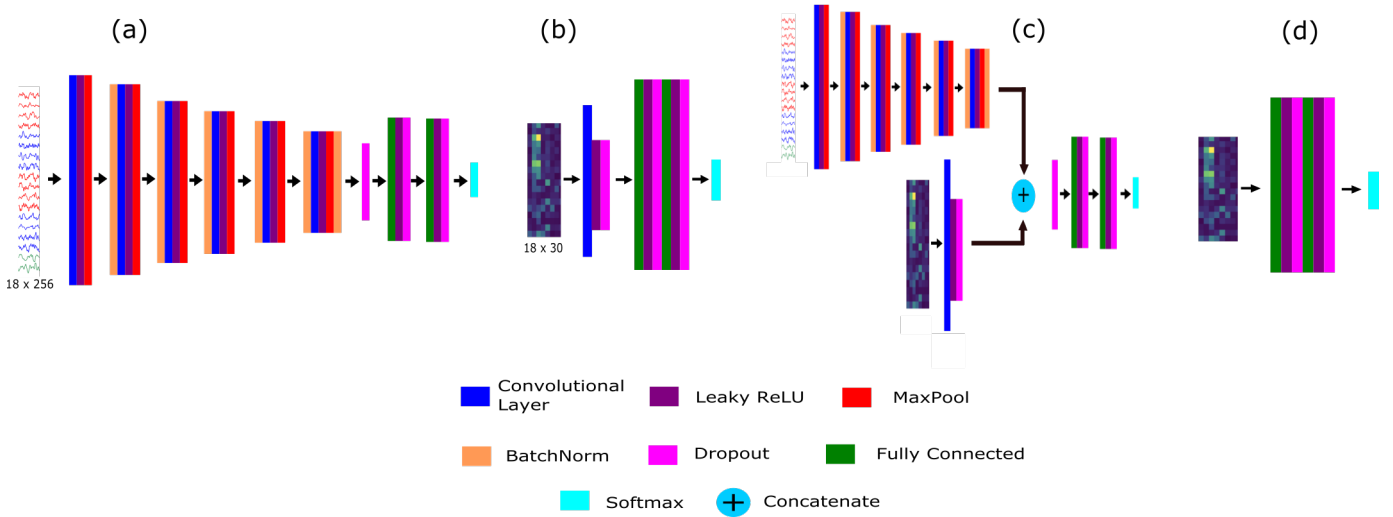 (a)
(b)
(c)
(d)
18 x 256
18 x 30
Convolutional
Layer
Leaky ReLU
MaxPool
BatchNorm
Dropout
Fully Connected
Softmax
+
Concatenate